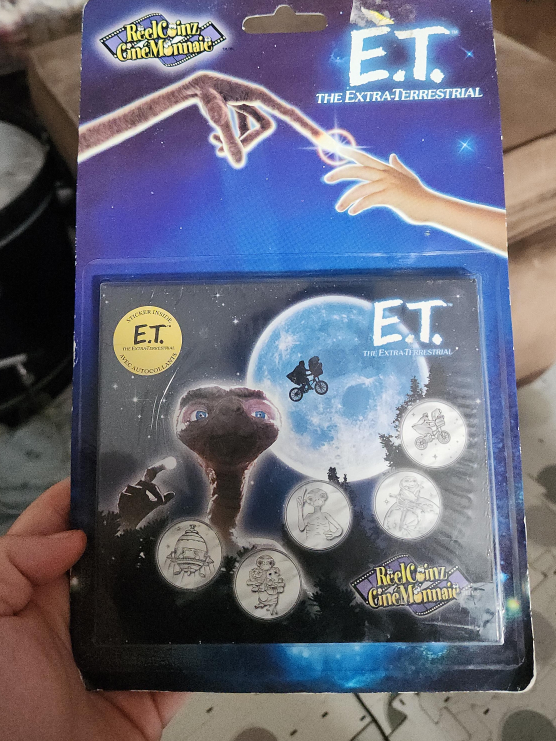 ReelCoinz
CinéMonnaie
E.T.
THE EXTRA-TERRESTRIAL
STICKER INSIDE
E.T.
THE EXTRA-TERRESTRIAL
AVEC AUTOCOLLANTS
E.T.
THE EXTRA-TERRESTRIAL
ReelCoinz
CinéMonnaie